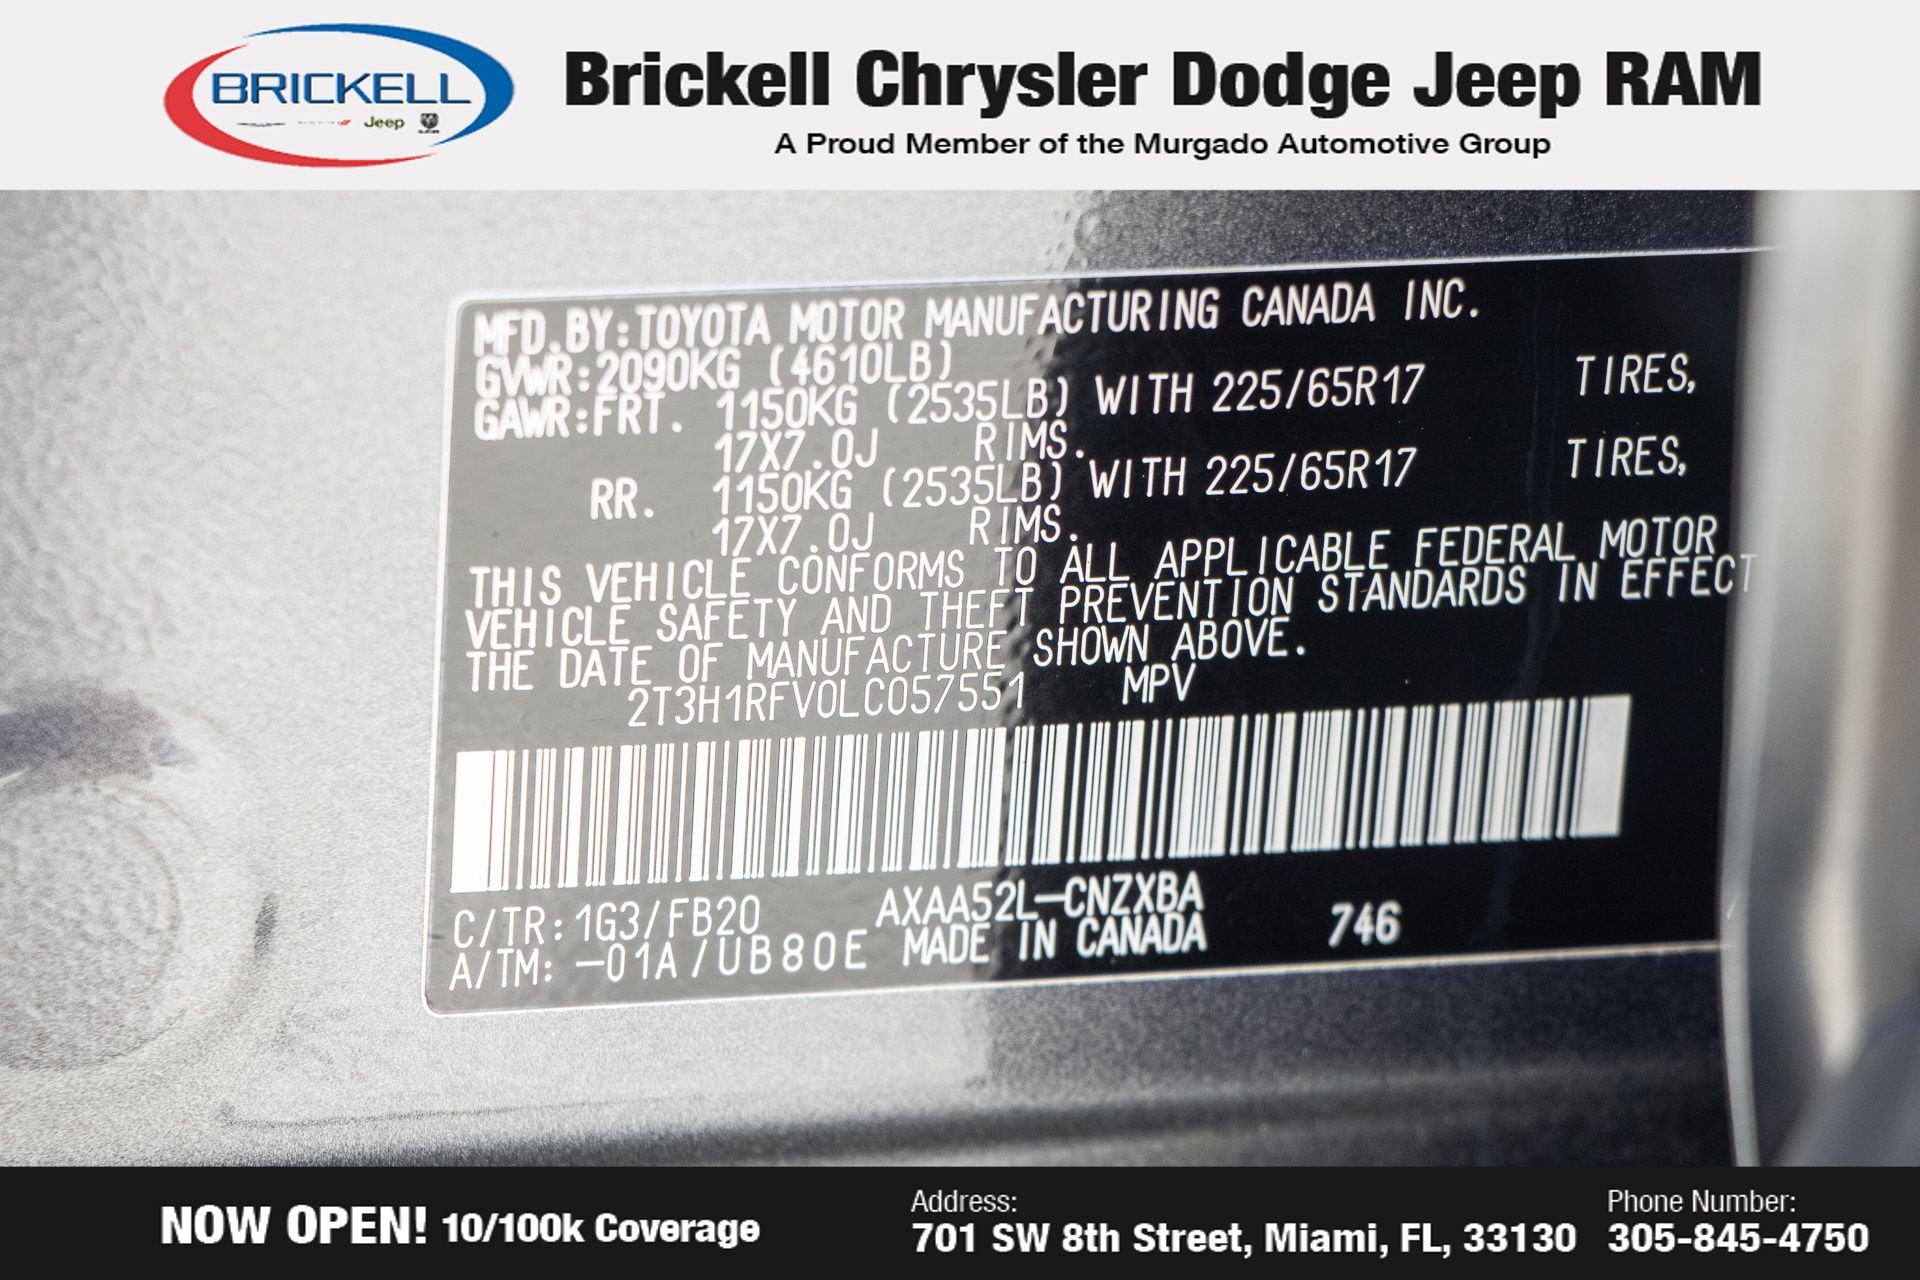 BRICKELL
Jeep
RAM
Brickell Chrysler Dodge Jeep RAM
A Proud Member of the Murgado Automotive Group
MFD.BY:TOYOTA MOTOR MANUFACTURING CANADA INC.
GVWR:2090KG (4610LB)
GAWR:FRT. 1150KG (2535LB) WITH 225/65R17 TIRES,
17X7.0J RIMS.
RR. 1150KG (2535LB) WITH 225/65R17 TIRES,
17X7.0J RIMS.
THIS VEHICLE CONFORMS TO ALL APPLICABLE FEDERAL MOTOR
VEHICLE SAFETY AND THEFT PREVENTION STANDARDS IN EFFECT
THE DATE OF MANUFACTURE SHOWN ABOVE.
2T3H1RFV0LC057551 MPV
C/TR: 1G3/FB20 AXAA52L-CNZXBA
A/TM: -01A/UB80E MADE IN CANADA 746
NOW OPEN! 10/100k Coverage
Address:
701 SW 8th Street, Miami, FL, 33130
Phone Number:
305-845-4750